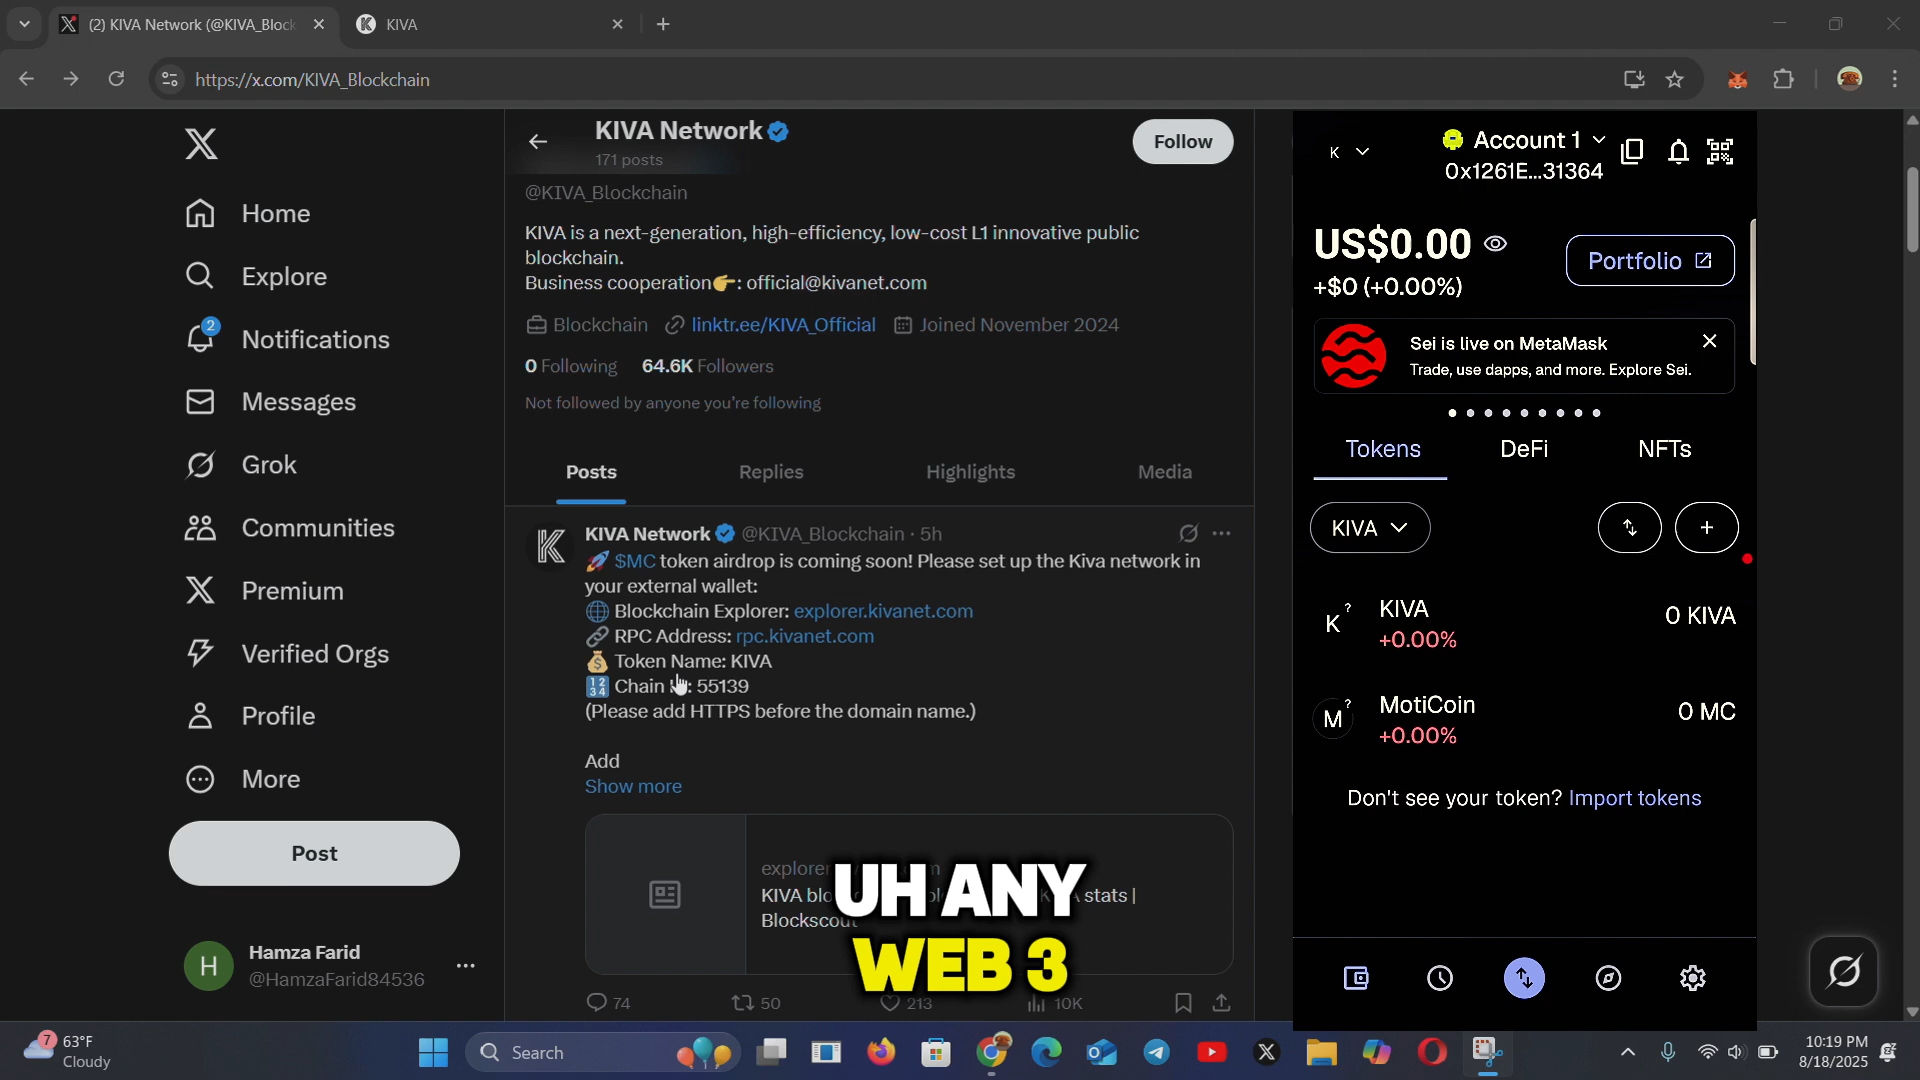 (2) KIVA Network (@KIVA_Block
KIVA
https://x.com/KIVA_Blockchain
KIVA Network
171 posts
Follow
@KIVA_Blockchain
KIVA is a next-generation, high-efficiency, low-cost L1 innovative public
blockchain.
Business cooperation👉: official@kivanet.com
Blockchain linktr.ee/KIVA_Official Joined November 2024
0 Following 64.6K Followers
Not followed by anyone you're following
Posts Replies Highlights Media
KIVA Network @KIVA_Blockchain · 5h
🚀 $MC token airdrop is coming soon! Please set up the Kiva network in
your external wallet:
🌐 Blockchain Explorer: explorer.kivanet.com
🔗 RPC Address: rpc.kivanet.com
💰 Token Name: KIVA
🔢 Chain : 55139
(Please add HTTPS before the domain name.)
Add
Show more
explorer
KIVA stats |
Blockscout
74 50 213 10K
UH ANY
WEB 3
X
Home
Explore
2
Notifications
Messages
Grok
Communities
Premium
Verified Orgs
Profile
More
Post
H
Hamza Farid
@HamzaFarid84536
K
Account 1
0x1261E...31364
US$0.00
+$0 (+0.00%)
Portfolio
Sei is live on MetaMask
Trade, use dapps, and more. Explore Sei.
Tokens DeFi NFTs
KIVA
K ?
KIVA
+0.00%
0 KIVA
M ?
MotiCoin
+0.00%
0 MC
Don't see your token? Import tokens
7
63°F
Cloudy
Search
10:19 PM
8/18/2025